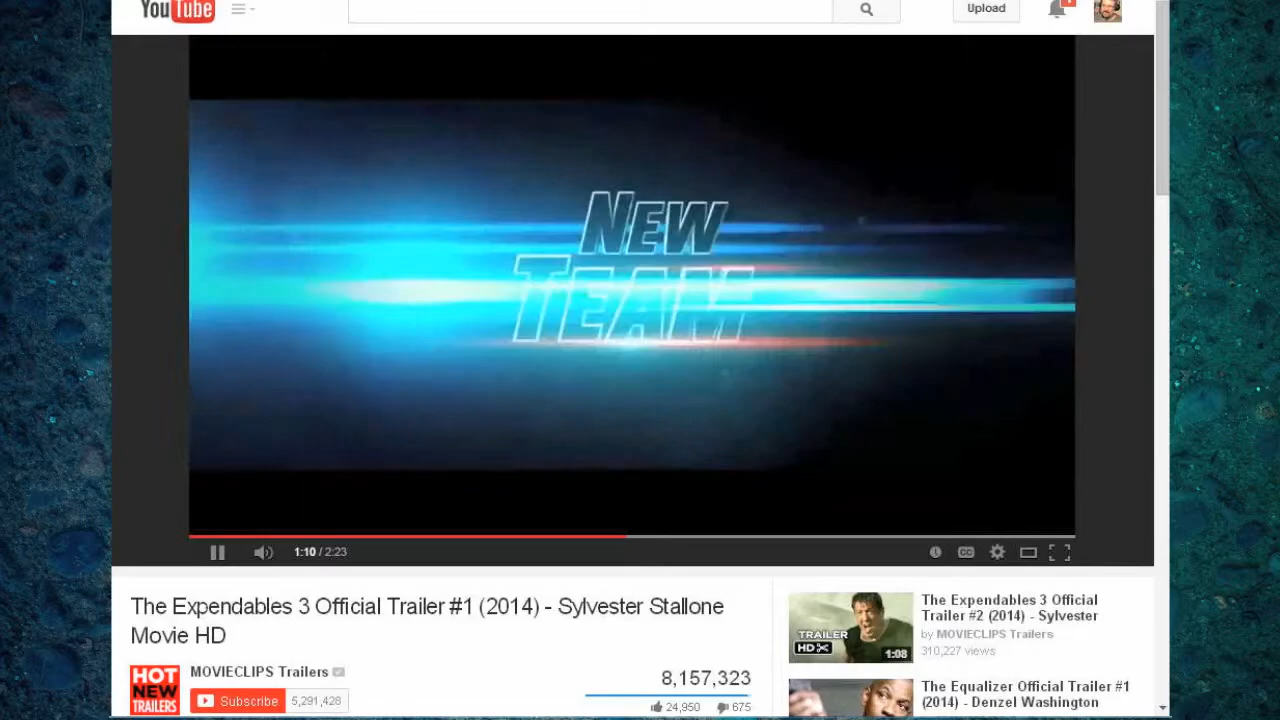 YouTube
Upload
NEW
TEAM
1:10 / 2:23
CC
The Expendables 3 Official Trailer #1 (2014) - Sylvester Stallone
Movie HD
HOT
NEW
TRAILERS
MOVIECLIPS Trailers
Subscribe 5,291,428
8,157,323
24,950 675
TRAILER
HD
1:08
The Expendables 3 Official
Trailer #2 (2014) - Sylvester
by MOVIECLIPS Trailers
310,227 views
The Equalizer Official Trailer #1
(2014) - Denzel Washington